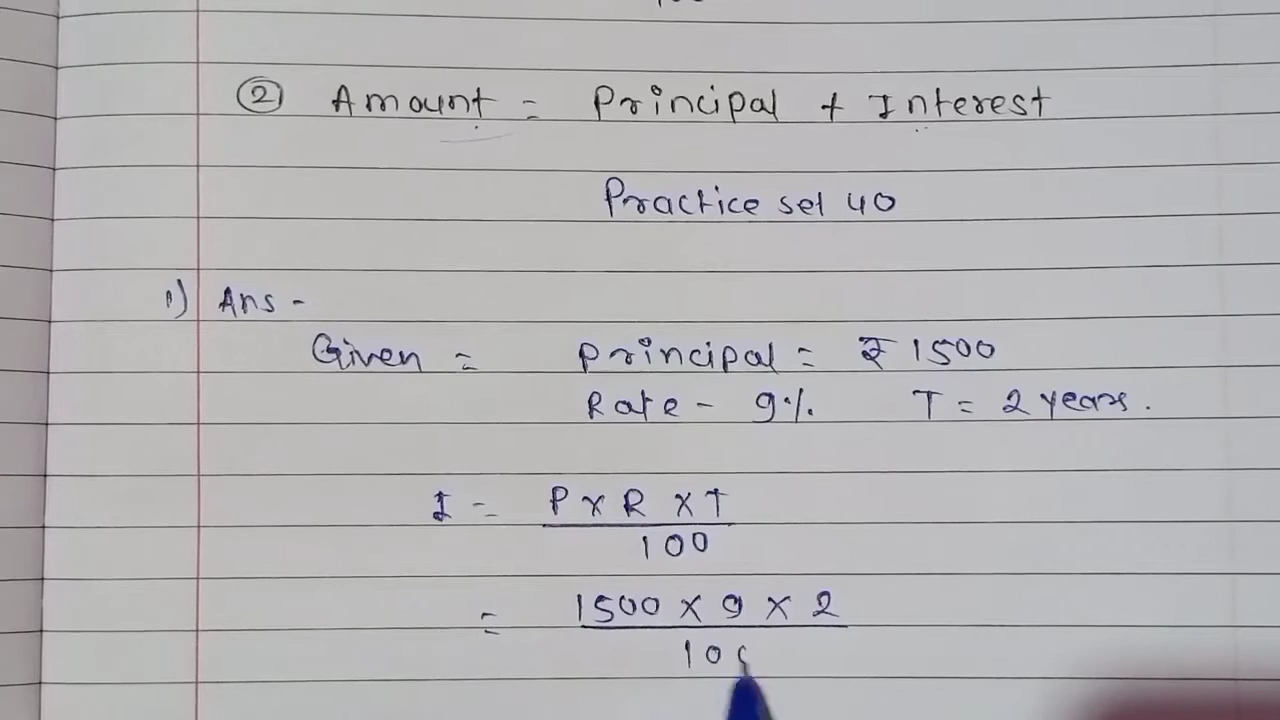 ② Amount = Principal + Interest
Practice set 40
1) Ans -
Given = Principal = ₹ 1500
Rate - 9% T = 2 years.
I = P x R x T
100
= 1500 x 9 x 2
100